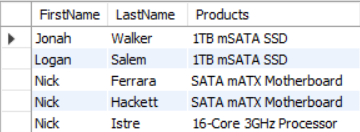 FirstName LastName Products
Jonah Walker 1TB mSATA SSD
Logan Salem 1TB mSATA SSD
Nick Ferrara SATA mATX Motherboard
Nick Hackett SATA mATX Motherboard
Nick Istre 16-Core 3GHz Processor